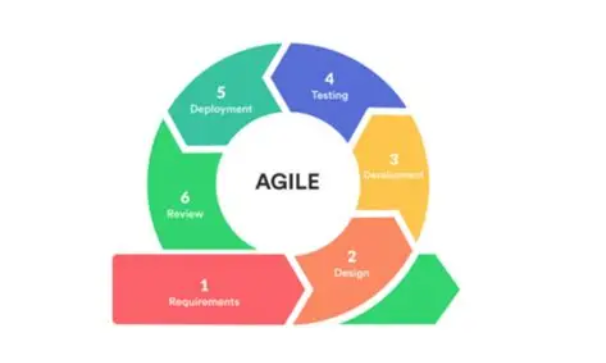 AGILE
1
Requirements
2
Design
3
Development
4
Testing
5
Deployment
6
Review